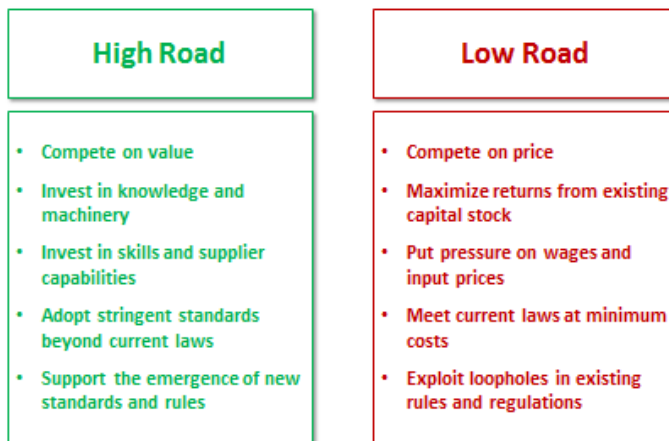 High Road
• Compete on value
• Invest in knowledge and
machinery
• Invest in skills and supplier
capabilities
• Adopt stringent standards
beyond current laws
• Support the emergence of new
standards and rules
Low Road
• Compete on price
• Maximize returns from existing
capital stock
• Put pressure on wages and
input prices
• Meet current laws at minimum
costs
• Exploit loopholes in existing
rules and regulations